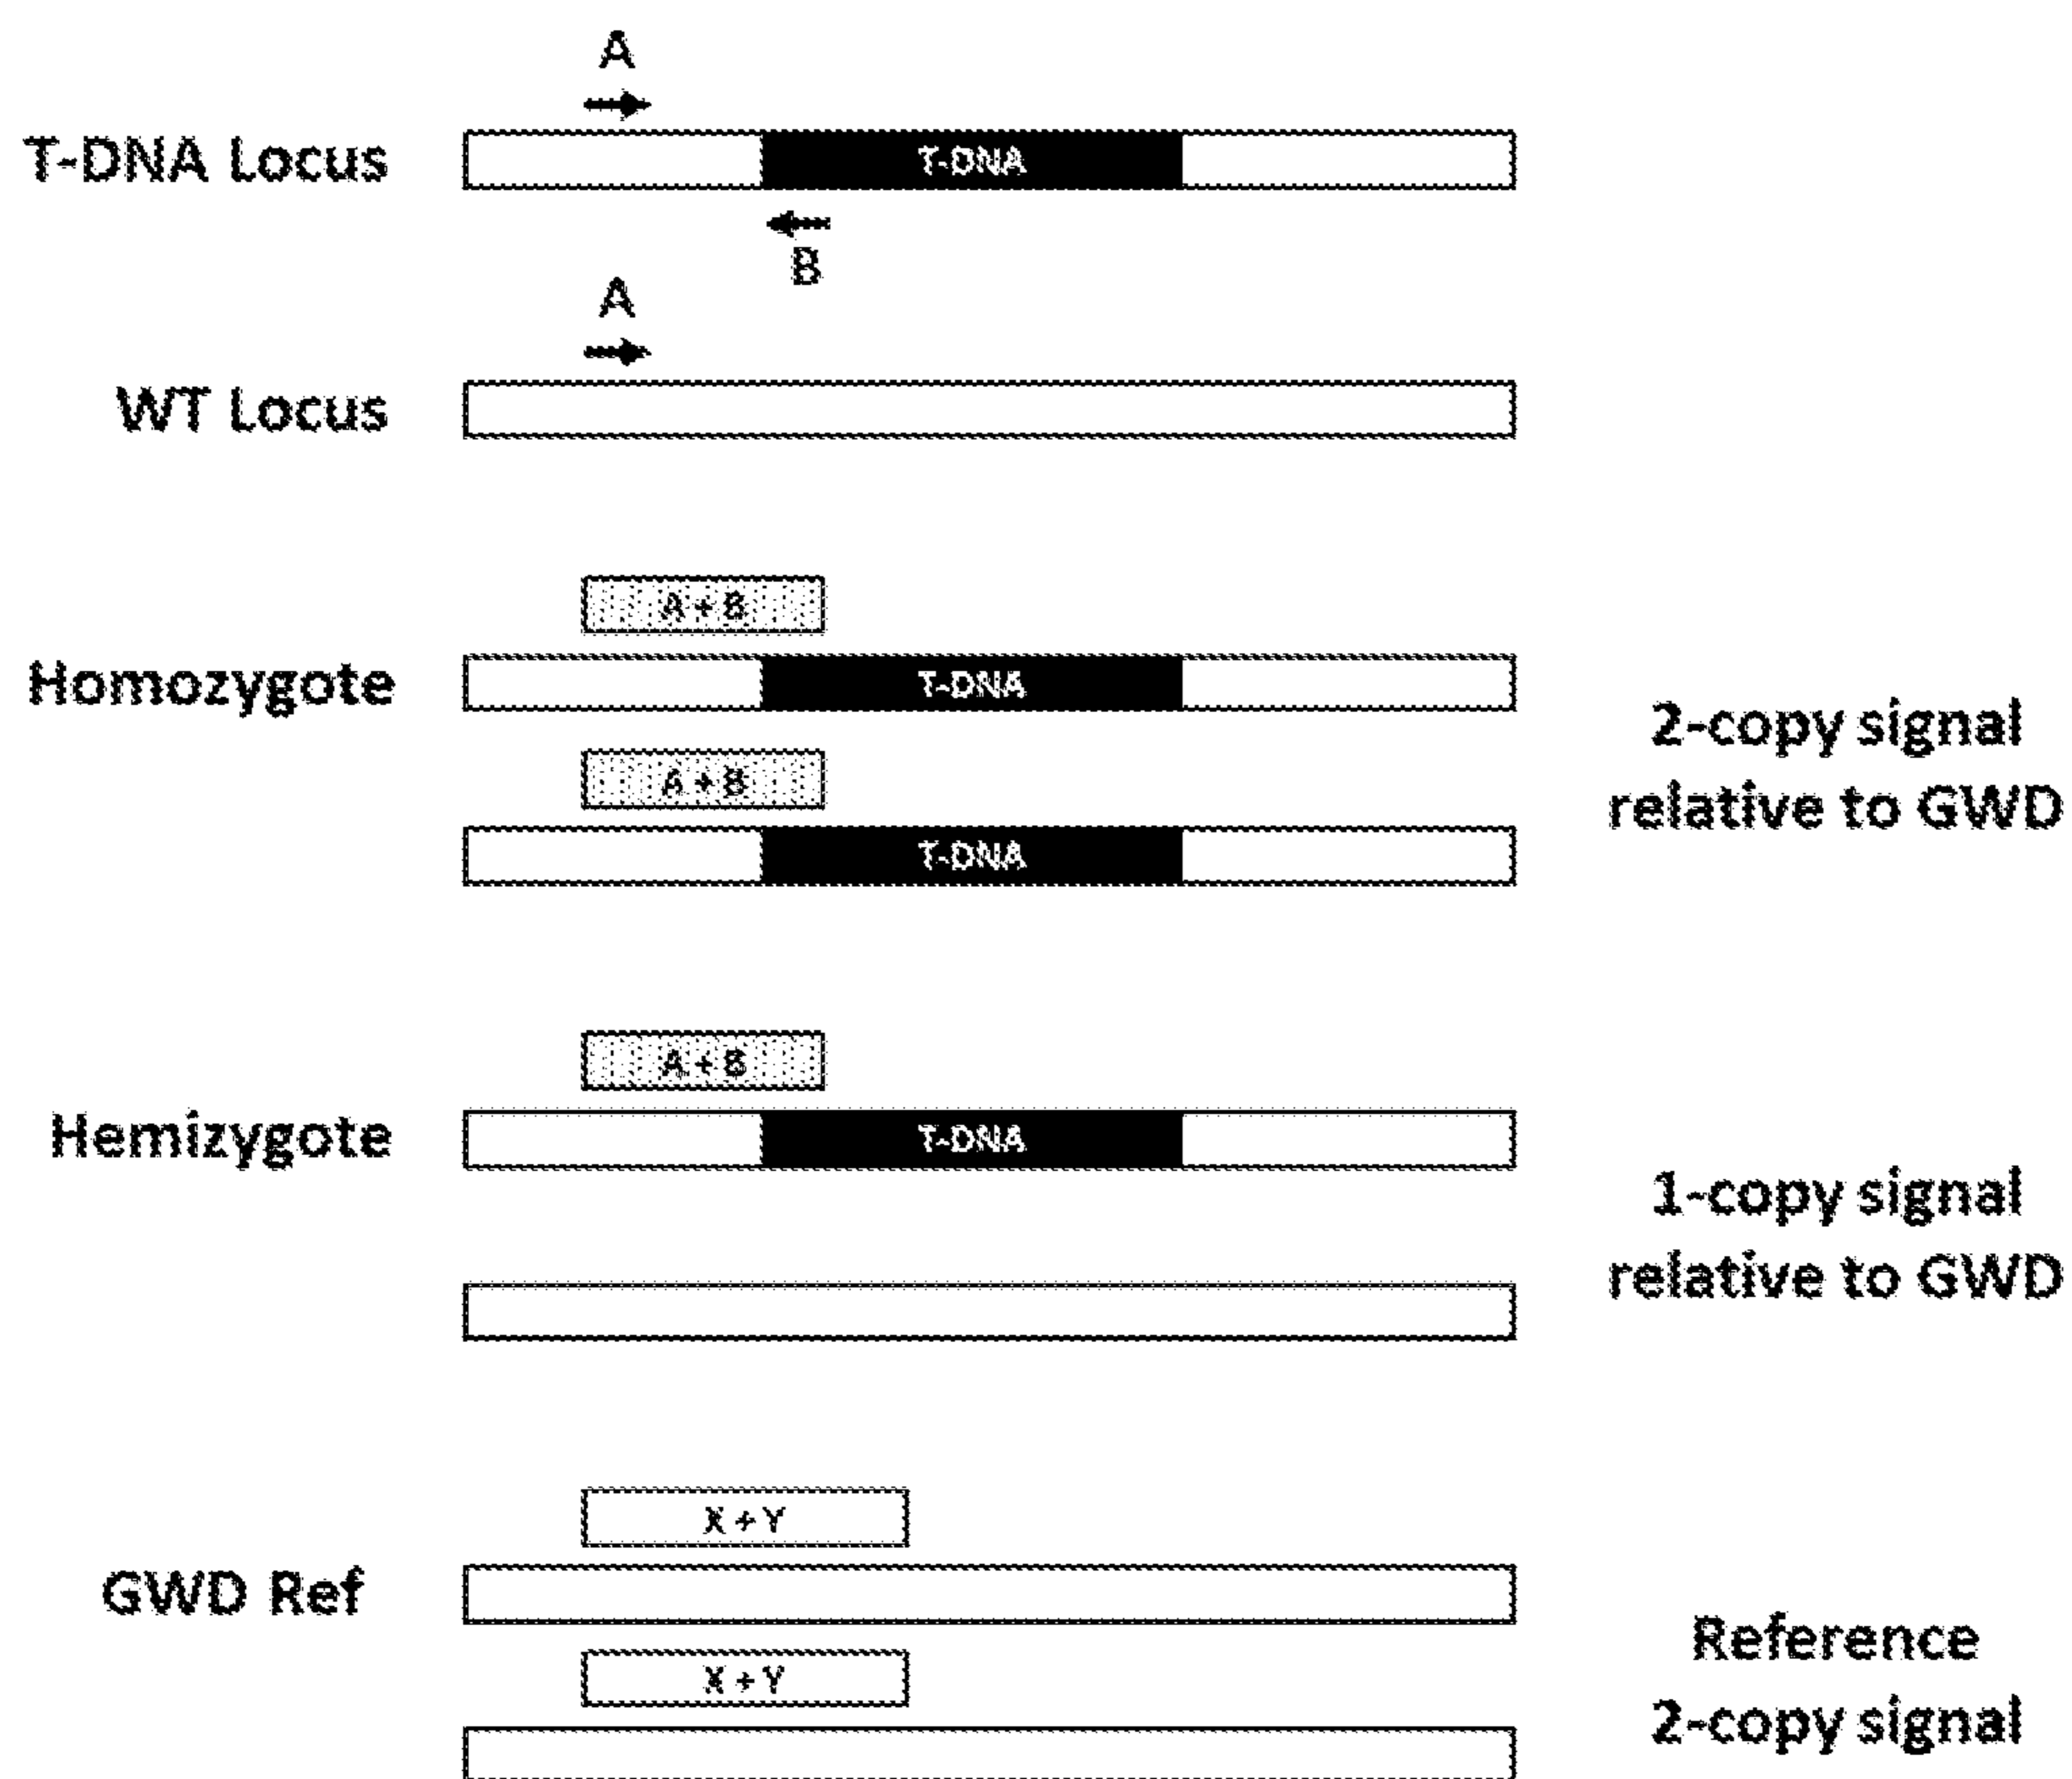 A
T-DNA Locus
T-DNA
B
A
WT Locus
A + B
Homozygote
T-DNA
2-copy signal
relative to GWD
A + B
T-DNA
A + B
Hemizygote
T-DNA
1-copy signal
relative to GWD
X + Y
GWD Ref
Reference
2-copy signal
X + Y